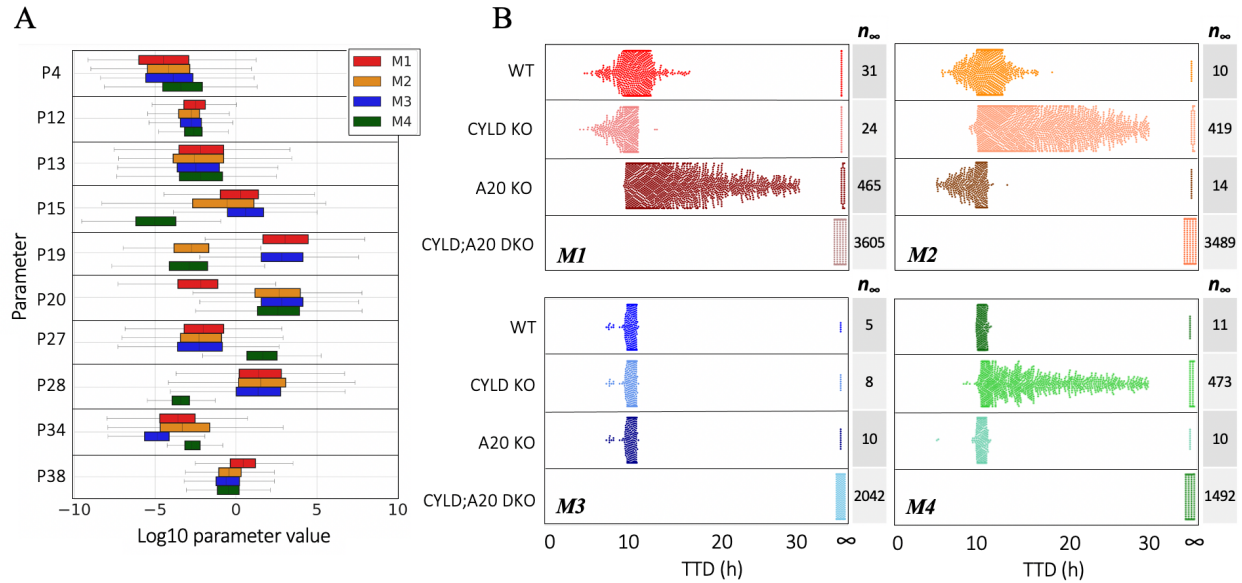 A
Parameter
P4
P12
P13
P15
P19
P20
P27
P28
P34
P38
M1
M2
M3
M4
−10 −5 0 5 10
Log10 parameter value
B
n∞ n∞
WT 31 10
CYLD KO 24 419
A20 KO 465 14
CYLD;A20 DKO M1 3605 M2 3489
n∞ n∞
WT 5 11
CYLD KO 8 473
A20 KO 10 10
CYLD;A20 DKO M3 2042 M4 1492
0 10 20 30 ∞ 0 10 20 30 ∞
TTD (h) TTD (h)